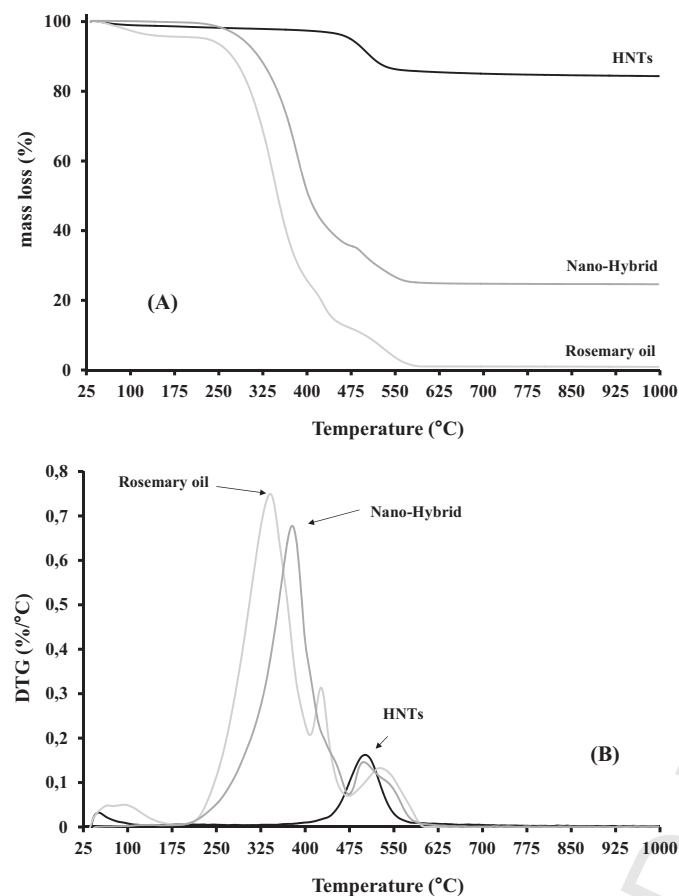 100
80
60
40
20
0
mass loss (%)
HNTs
Nano-Hybrid
Rosemary oil
(A)
25 100 175 250 325 400 475 550 625 700 775 850 925 1000
Temperature (°C)
0,8
0,7
0,6
0,5
0,4
0,3
0,2
0,1
0
DTG (%/°C)
Rosemary oil
Nano-Hybrid
HNTs
(B)
25 100 175 250 325 400 475 550 625 700 775 850 925 1000
Temperature (°C)